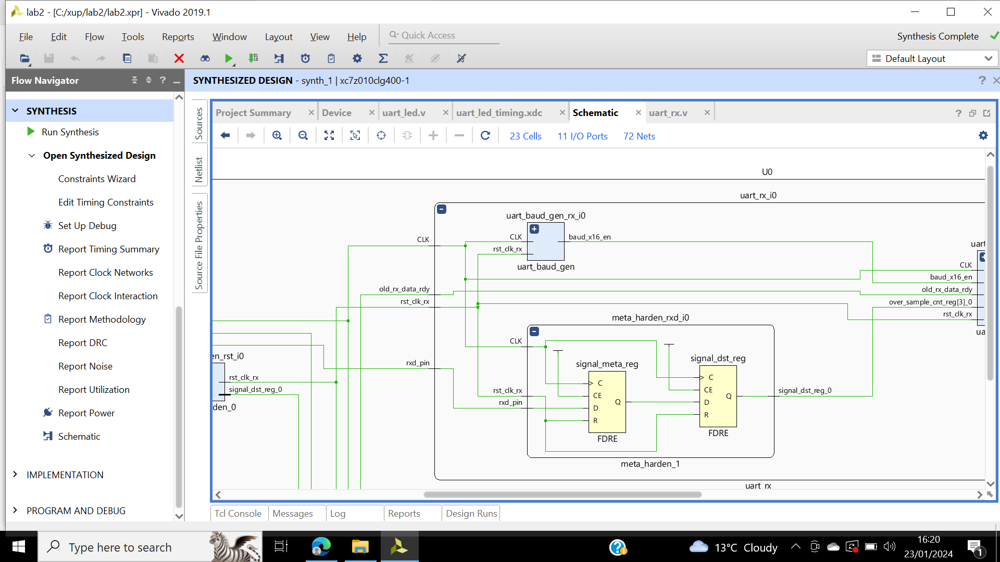 lab2 - [C:/xup/lab2/lab2.xpr] - Vivado 2019.1
File Edit Flow Tools Reports Window Layout View Help Quick Access
Synthesis Complete
Default Layout
Flow Navigator
SYNTHESIZED DESIGN - synth_1 | xc7z010clg400-1
SYNTHESIS
Run Synthesis
Open Synthesized Design
Constraints Wizard
Edit Timing Constraints
Set Up Debug
Report Timing Summary
Report Clock Networks
Report Clock Interaction
Report Methodology
Report DRC
Report Noise
Report Utilization
Report Power
Schematic
IMPLEMENTATION
PROGRAM AND DEBUG
Sources
Netlist
Source File Properties
Project Summary Device uart_led.v uart_led_timing.xdc Schematic uart_rx.v
23 Cells 11 I/O Ports 72 Nets
U0
uart_rx_i0
uart_baud_gen_rx_i0
CLK
CLK
baud_x16_en
rst_clk_rx
uart_baud_gen
uart
CLK
baud_x16_en
old_rx_data_rdy
over_sample_cnt_reg[3]_0
rst_clk_rx
ua
old_rx_data_rdy
rst_clk_rx
meta_harden_rxd_i0
CLK
rxd_pin
en_rst_i0
rst_clk_rx
signal_dst_reg_0
den_0
signal_meta_reg
signal_dst_reg
rst_clk_rx
rxd_pin
C
CE
D
R
Q
FDRE
C
CE
D
R
Q
FDRE
signal_dst_reg_0
meta_harden_1
uart_rx
Tcl Console Messages Log Reports Design Runs
Type here to search
13°C Cloudy
16:20
23/01/2024
1